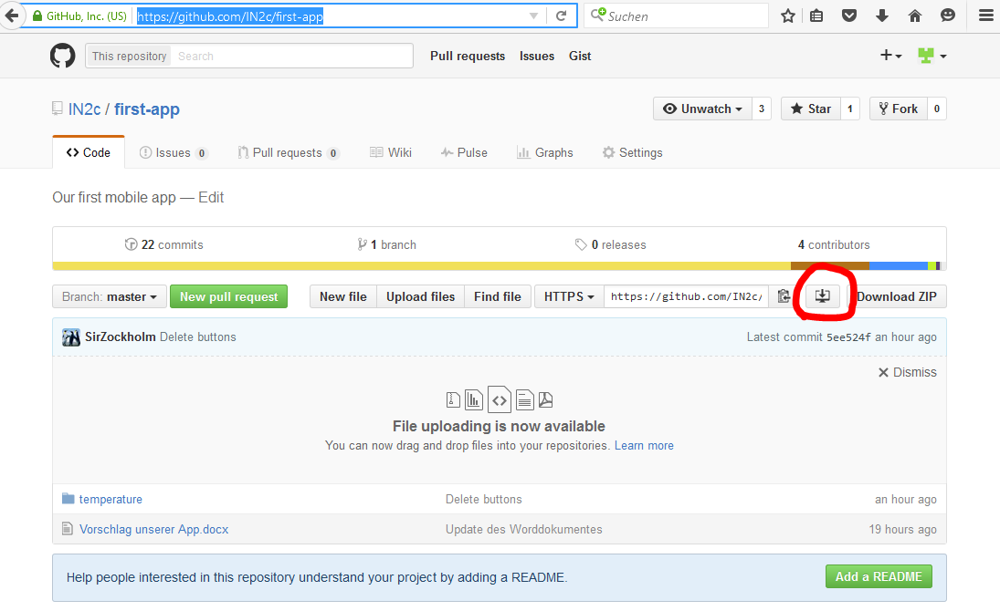 GitHub, Inc. (US) https://github.com/IN2c/first-app Suchen
This repository Search Pull requests Issues Gist
IN2c / first-app Unwatch 3 Star 1 Fork 0
Code Issues 0 Pull requests 0 Wiki Pulse Graphs Settings
Our first mobile app — Edit
22 commits 1 branch 0 releases 4 contributors
Branch: master New pull request New file Upload files Find file HTTPS https://github.com/IN2c/ Download ZIP
SirZockholm Delete buttons Latest commit 5ee524f an hour ago
Dismiss
File uploading is now available
You can now drag and drop files into your repositories. Learn more
temperature Delete buttons an hour ago
Vorschlag unserer App.docx Update des Worddokumentes 19 hours ago
Help people interested in this repository understand your project by adding a README. Add a README